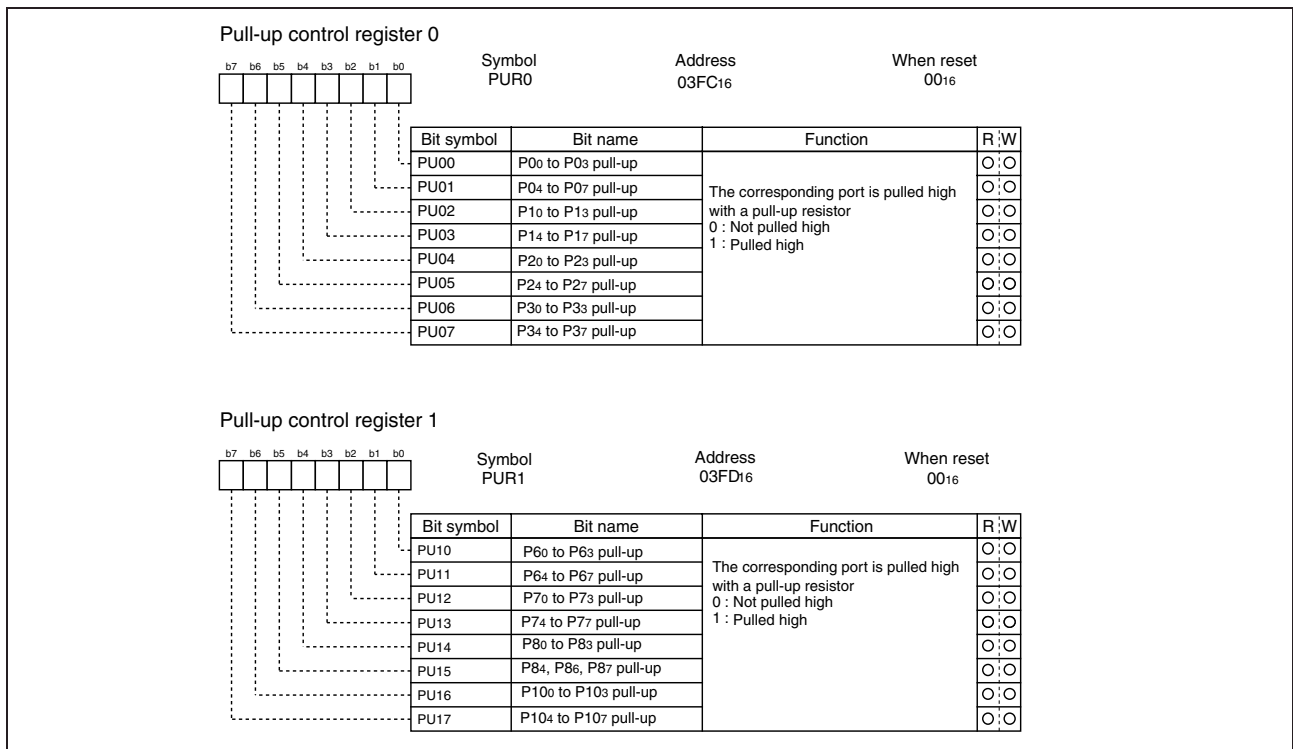 Pull-up control register 0
Symbol Address When reset
b7 b6 b5 b4 b3 b2 b1 b0
PUR0 03FC16 0016
Bit symbol Bit name Function R W
PU00 P00 to P03 pull-up
PU01 P04 to P07 pull-up
The corresponding port is pulled high
PU02 P10 to P13 pull-up
with a pull-up resistor
0 : Not pulled high
PU03 P14 to P17 pull-up
1 : Pulled high
PU04 P20 to P23 pull-up
PU05 P24 to P27 pull-up
PU06 P30 to P33 pull-up
PU07 P34 to P37 pull-up
Pull-up control register 1
b7 b6 b5 b4 b3 b2 b1 b0
Symbol Address When reset
PUR1 03FD16 0016
Bit symbol Bit name Function R W
PU10 P60 to P63 pull-up
The corresponding port is pulled high
PU11 P64 to P67 pull-up
with a pull-up resistor
PU12 P70 to P73 pull-up
0 : Not pulled high
PU13 P74 to P77 pull-up
1 : Pulled high
PU14 P80 to P83 pull-up
PU15 P84, P86, P87 pull-up
PU16 P100 to P103 pull-up
PU17 P104 to P107 pull-up